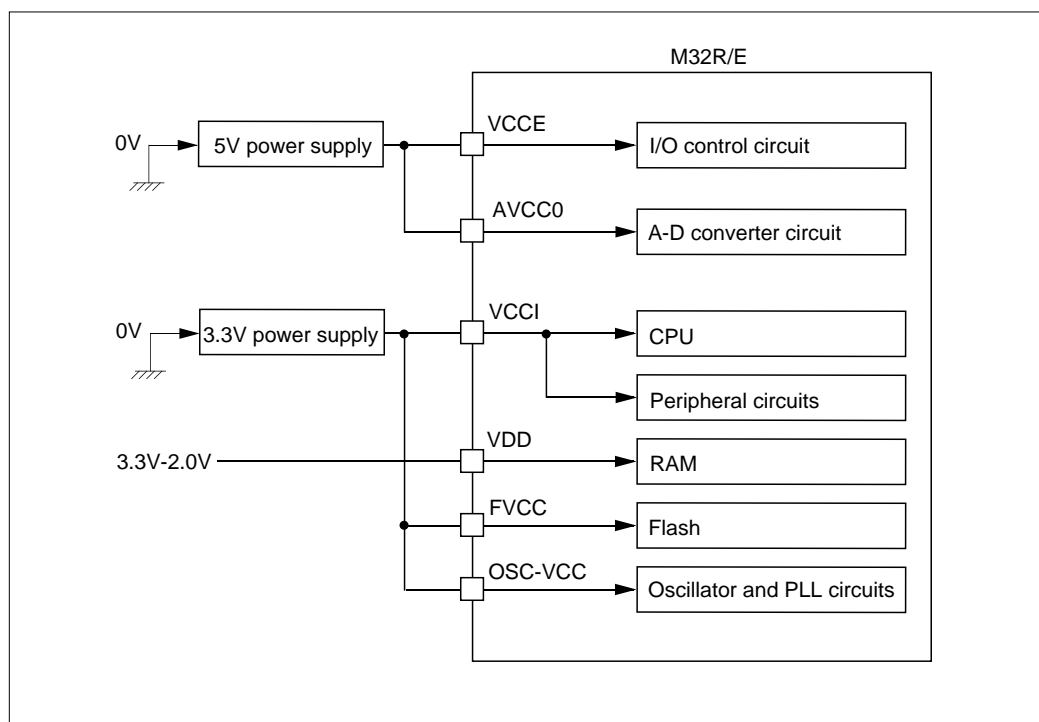 M32R/E
0V
5V power supply
VCCE
I/O control circuit
AVCC0
A-D converter circuit
0V
3.3V power supply
VCCI
CPU
Peripheral circuits
3.3V-2.0V
VDD
RAM
FVCC
Flash
OSC-VCC
Oscillator and PLL circuits